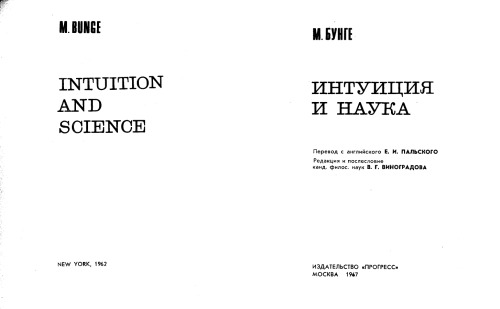 M. BUNGE
INTUITION
AND
SCIENCE
NEW YORK, 1962
М. БУНГЕ
ИНТУИЦИЯ
И НАУКА
Перевод с английского Е. И. ПАЛЬСКОГО
Редакция и послесловие
канд. филос. наук В. Г. ВИНОГРАДОВА
ИЗДАТЕЛЬСТВО «ПРОГРЕСС»
МОСКВА 1967